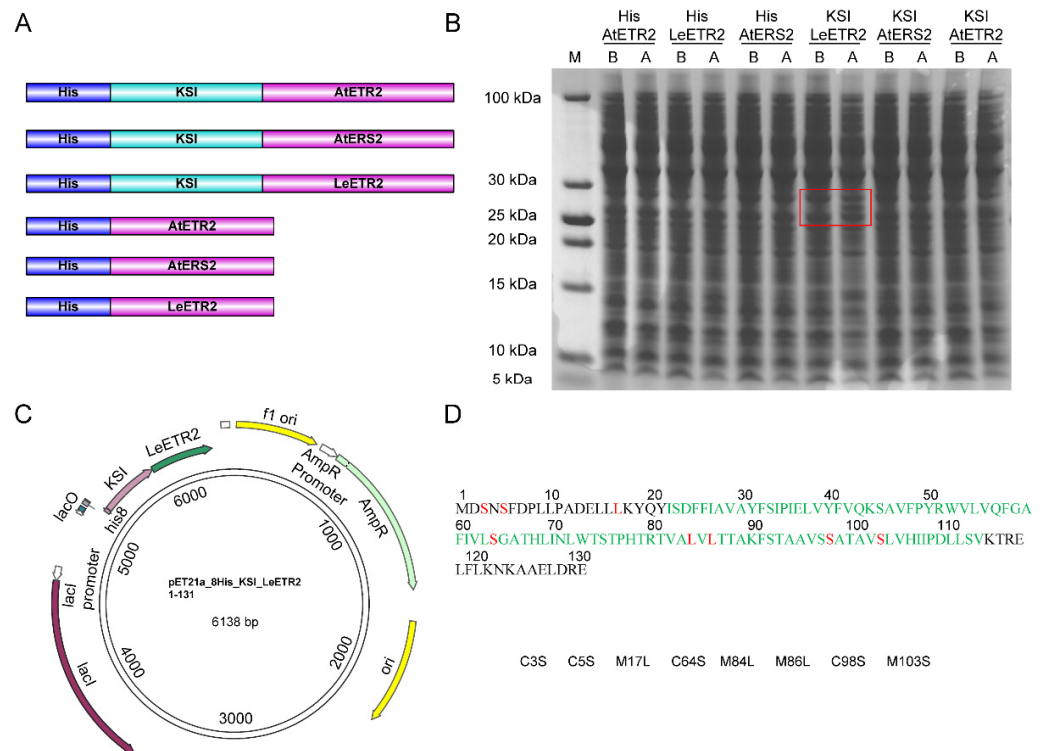 A
His KSI AtETR2
His KSI AtERS2
His KSI LeETR2
His AtETR2
His AtERS2
His LeETR2
B
His His His KSI KSI KSI
AtETR2 LeETR2 AtERS2 LeETR2 AtERS2 AtETR2
M B A B A B A B A B A B A
100 kDa
30 kDa
25 kDa
20 kDa
15 kDa
10 kDa
5 kDa
C
f1 ori
AmpR
Promoter
AmpR
ori
lacI
lacI
promoter
lacO
his8
KSI
LeETR2
1000
2000
3000
4000
5000
6000
pET21a_8His_KSI_LeETR2
1-131
6138 bp
D
1 10 20 30 40 50
MDSNSFDPLLPADELLLKYQYISDFFIAVAYFSIPIELVYFVQKSAVFPYRWVLVQFGA
60 70 80 90 100 110
FIVLSGATHLINLWTSTPHTRTVALVLTTAKFSTAAVSSATAVSLVHIIPDLLSVKTRE
120 130
LFLKNKAAELDRE
C3S C5S M17L C64S M84L M86L C98S M103S